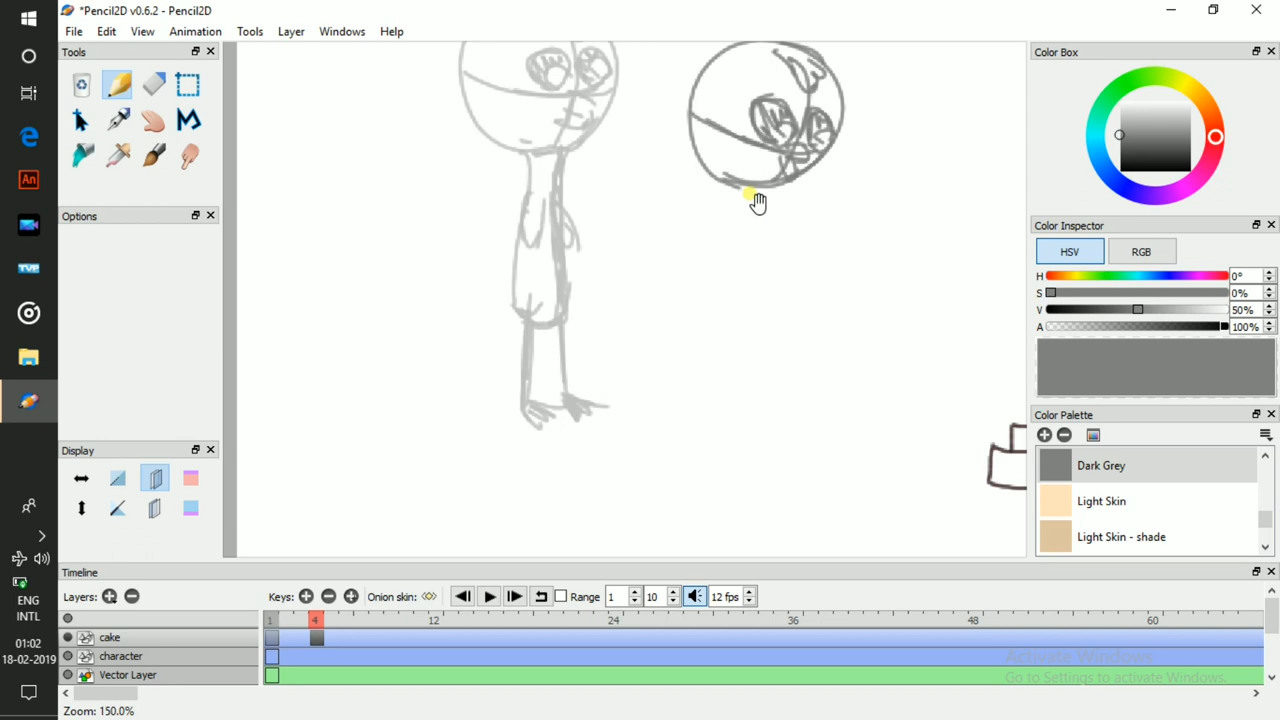 *Pencil2D v0.6.2 - Pencil2D
File Edit View Animation Tools Layer Windows Help
Tools
Color Box
Options
Color Inspector
HSV RGB
H 0°
S 0%
V 50%
A 100%
Color Palette
Dark Grey
Light Skin
Light Skin - shade
Display
An
TVP
ENG
INTL
01:02
18-02-2019
Timeline
Layers: Keys: Onion skin: Range 1 10 12 fps
1 4 12 24 36 48 60
cake
character
Vector Layer
Activate Windows
Go to Settings to activate Windows.
Zoom: 150.0%